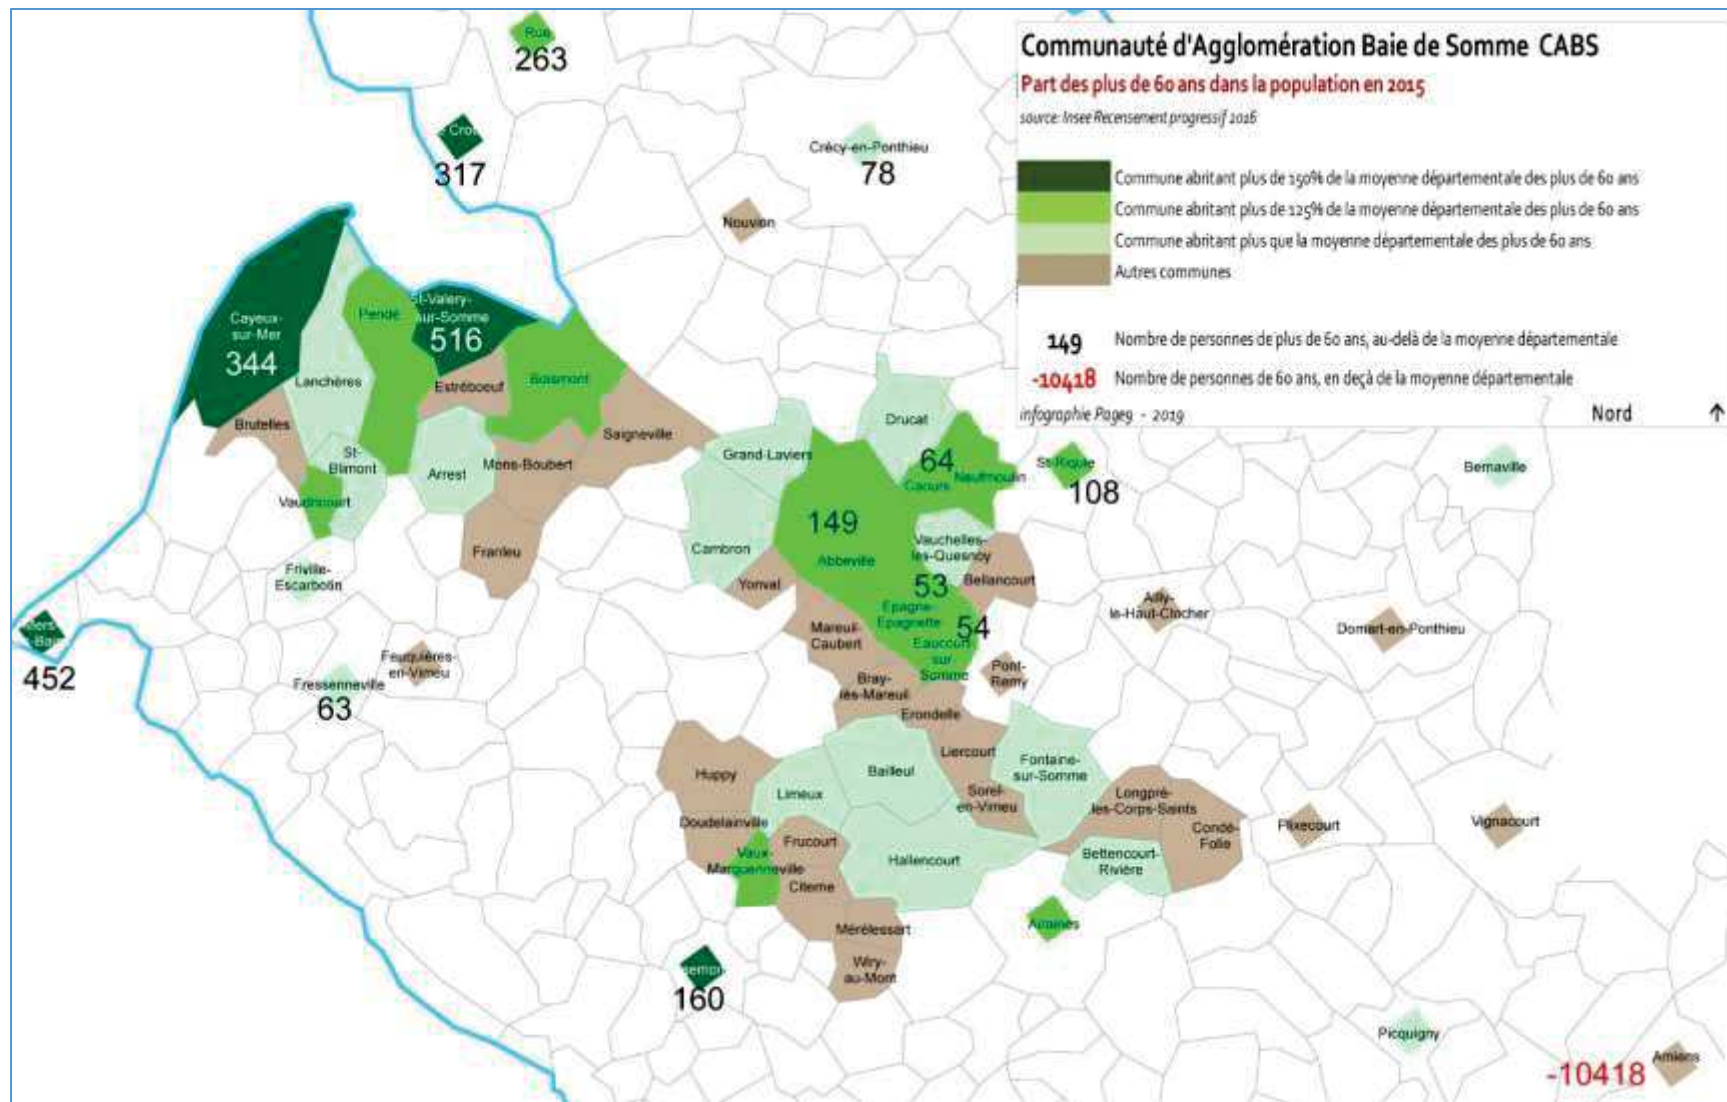 Communauté d'Agglomération Baie de Somme CABS
Part des plus de 60 ans dans la population en 2015
source: Insee Recensement progressif 2016
Commune abritant plus de 150% de la moyenne départementale des plus de 60 ans
Commune abritant plus de 125% de la moyenne départementale des plus de 60 ans
Commune abritant plus que la moyenne départementale des plus de 60 ans
Autres communes
149 Nombre de personnes de plus de 60 ans, au-delà de la moyenne départementale
-10418 Nombre de personnes de 60 ans, en deçà de la moyenne départementale
infographie Page9 - 2019
Nord
Rue
263
Crot
317
Crécy-en-Ponthieu
78
Nouvion
Cayeux-
sur-Mer
344
Lanchères
Pendé
St-Valery-
sur-Somme
516
Estréboeuf
Boismont
Brutelles
Saigneville
St-
Blimont
Arrest
Mons-Boubert
Vaudricourt
Franleu
Friville-
Escarbotin
452
Feuquières-
en-Vimeu
Fressenneville
63
Drucat
Grand-Laviers
64
Caours
Neufmoulin
St-Riquie
108
Bernaville
149
Abbeville
Cambron
Vauchelles-
les-Quesnoy
53
Bellancourt
Yonval
Epagne-
Epagnette
54
Eaucourt
sur
Somme
Mareuil-
Caubert
Ailly-
le-Haut-Clocher
Domart-en-Ponthieu
Pont-
Remy
Bray-
lès-Mareuil
Erondelle
Liercourt
Fontaine-
sur-Somme
Huppy
Bailleul
Limeux
Sorel-
en-Vimeu
Longpré-
les-Corps-Saints
Condé-
Folie
Flixecourt
Vignacourt
Doudelainville
Frucourt
Vaux-
Marquenneville
Hallencourt
Bettencourt-
Rivière
Citerne
Airaines
Mérélessart
Wiry-
au-Mont
160
Picquigny
Amiens
-10418